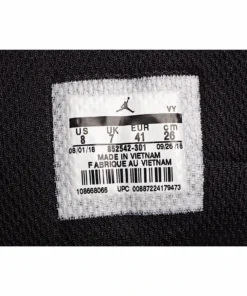 YY
US UK EUR cm
8 7 41 26
08/01/18 852542-301 09/26/18
MADE IN VIETNAM
FABRIQUE AU VIETNAM
108668066 UPC 00887224179473